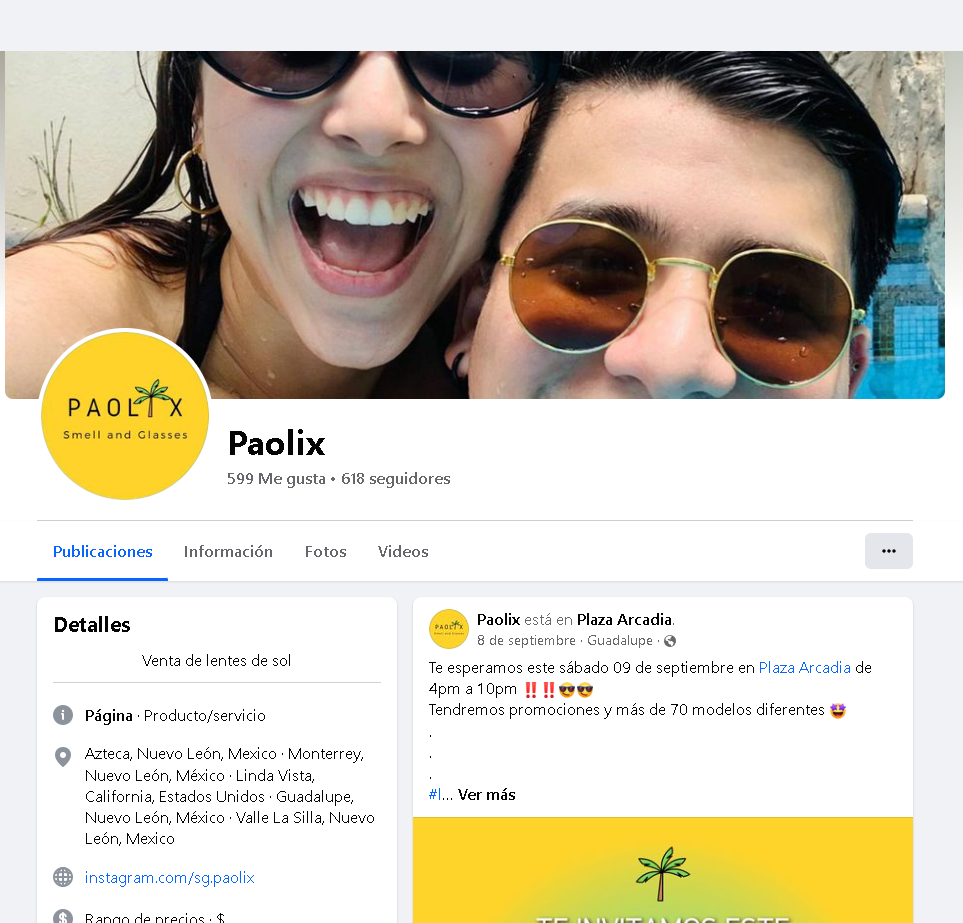 PAOLIX
Smell and Glasses
Paolix
599 Me gusta • 618 seguidores
Publicaciones
Información
Fotos
Videos
Detalles
Venta de lentes de sol
Página · Producto/servicio
Azteca, Nuevo León, Mexico · Monterrey,
Nuevo León, México · Linda Vista,
California, Estados Unidos · Guadalupe,
Nuevo León, México · Valle La Silla, Nuevo
León, Mexico
instagram.com/sg.paolix
Rango de precios · $
PAOLIX
Paolix está en Plaza Arcadia.
8 de septiembre · Guadalupe ·
Te esperamos este sábado 09 de septiembre en Plaza Arcadia de
4pm a 10pm ‼️‼️😎😎
Tendremos promociones y más de 70 modelos diferentes 🤩
.
.
.
#l... Ver más
TE INVITAMOS ESTE